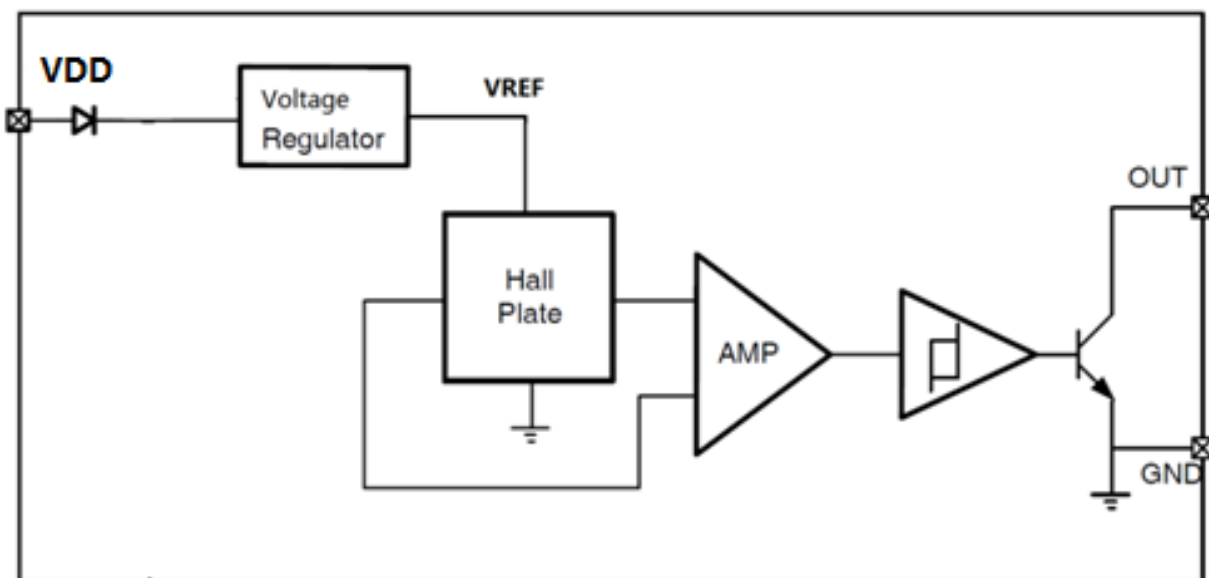 VDD
Voltage
Regulator
VREF
Hall
Plate
AMP
OUT
GND